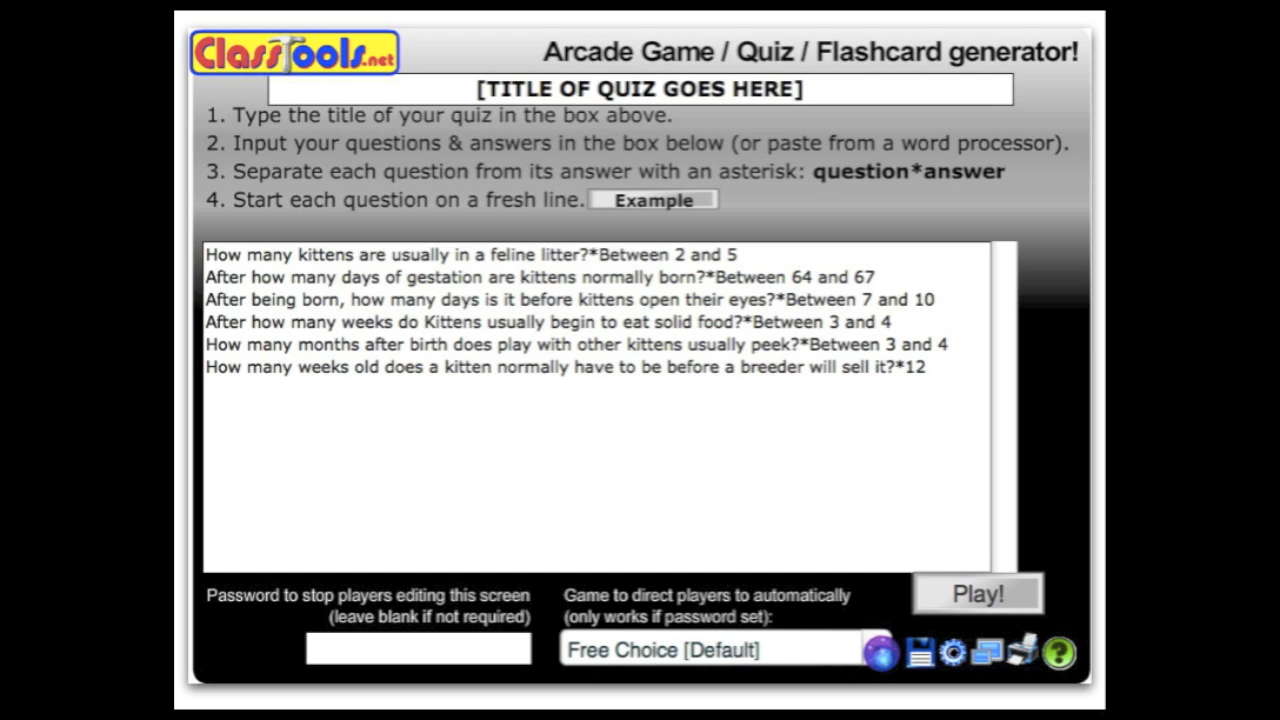 ClassTools.net
Arcade Game / Quiz / Flashcard generator!
[TITLE OF QUIZ GOES HERE]
1. Type the title of your quiz in the box above.
2. Input your questions & answers in the box below (or paste from a word processor).
3. Separate each question from its answer with an asterisk: question*answer
4. Start each question on a fresh line. Example
How many kittens are usually in a feline litter?*Between 2 and 5
After how many days of gestation are kittens normally born?*Between 64 and 67
After being born, how many days is it before kittens open their eyes?*Between 7 and 10
After how many weeks do Kittens usually begin to eat solid food?*Between 3 and 4
How many months after birth does play with other kittens usually peek?*Between 3 and 4
How many weeks old does a kitten normally have to be before a breeder will sell it?*12
Play!
Password to stop players editing this screen
(leave blank if not required)
Game to direct players to automatically
(only works if password set):
Free Choice [Default]
?